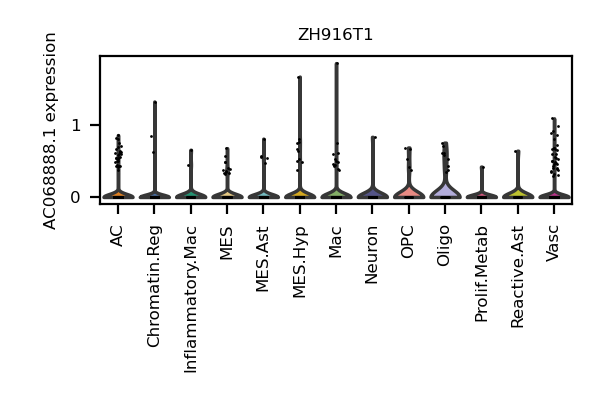 ZH916T1
AC068888.1 expression
1
0
AC
Chromatin.Reg
Inflammatory.Mac
MES
MES.Ast
MES.Hyp
Mac
Neuron
OPC
Oligo
Prolif.Metab
Reactive.Ast
Vasc